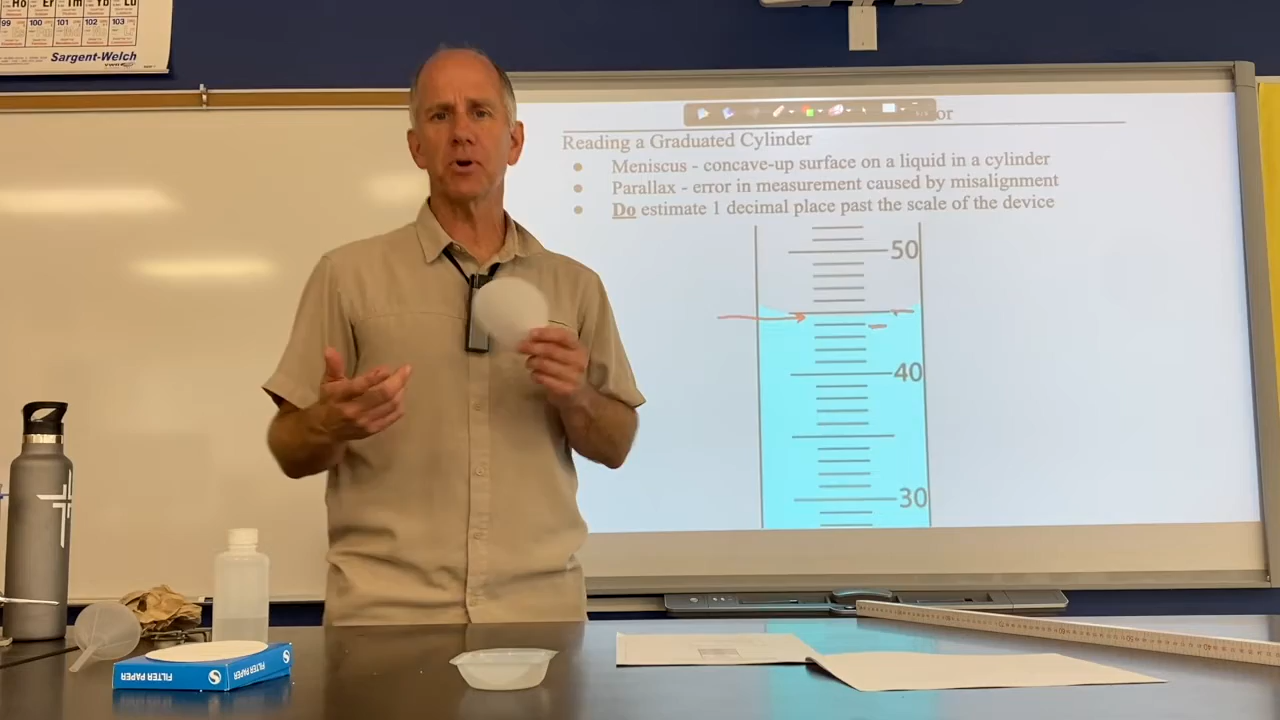 Ho Er Tm Yb Lu
99 100 101 102 103
Sargent-Welch
or
Reading a Graduated Cylinder
● Meniscus - concave-up surface on a liquid in a cylinder
● Parallax - error in measurement caused by misalignment
● Do estimate 1 decimal place past the scale of the device
50
40
30
FILTER PAPER
FILTER PAPER